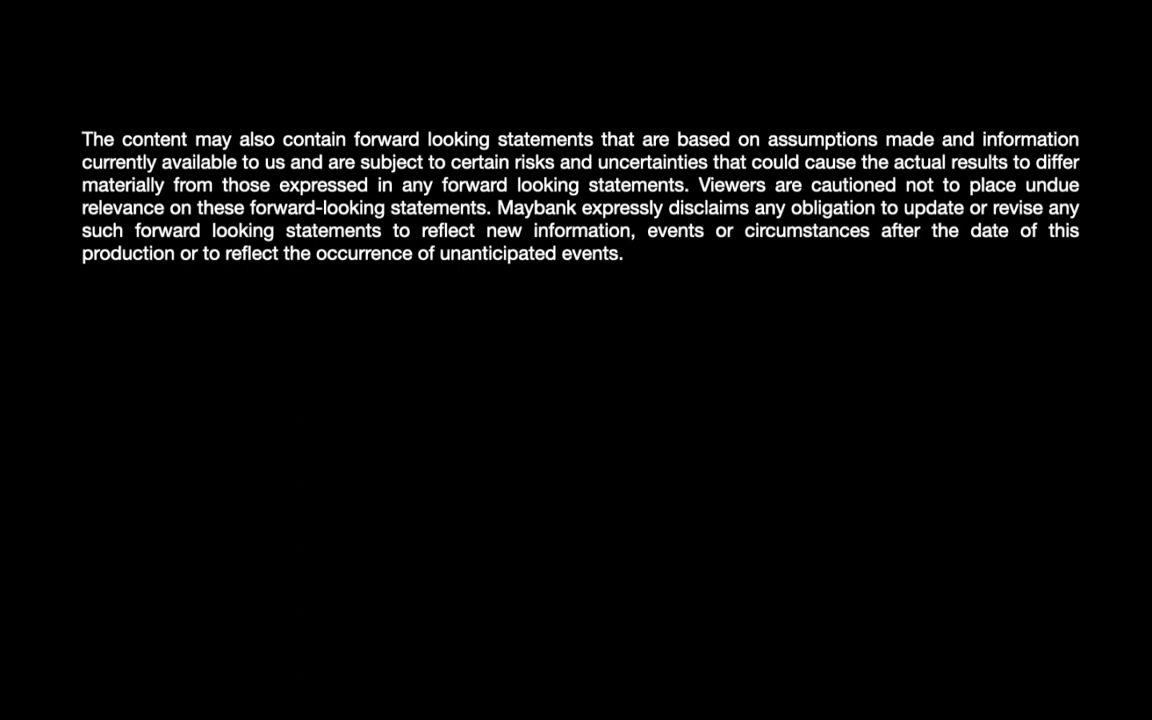 The content may also contain forward looking statements that are based on assumptions made and information
currently available to us and are subject to certain risks and uncertainties that could cause the actual results to differ
materially from those expressed in any forward looking statements. Viewers are cautioned not to place undue
relevance on these forward-looking statements. Maybank expressly disclaims any obligation to update or revise any
such forward looking statements to reflect new information, events or circumstances after the date of this
production or to reflect the occurrence of unanticipated events.